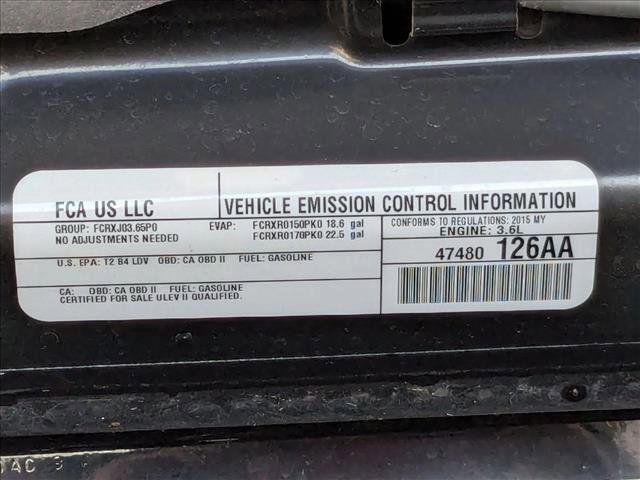 FCA US LLC
VEHICLE EMISSION CONTROL INFORMATION
GROUP: FCRXJ03.65P0
NO ADJUSTMENTS NEEDED
EVAP: FCRXR0150PK0 18.6 gal
FCRXR0170PK0 22.5 gal
CONFORMS TO REGULATIONS: 2015 MY
ENGINE: 3.6L
U.S. EPA: T2 B4 LDV OBD: CA OBD II FUEL: GASOLINE
47480 126AA
CA: OBD: CA OBD II FUEL: GASOLINE
CERTIFIED FOR SALE ULEV II QUALIFIED.